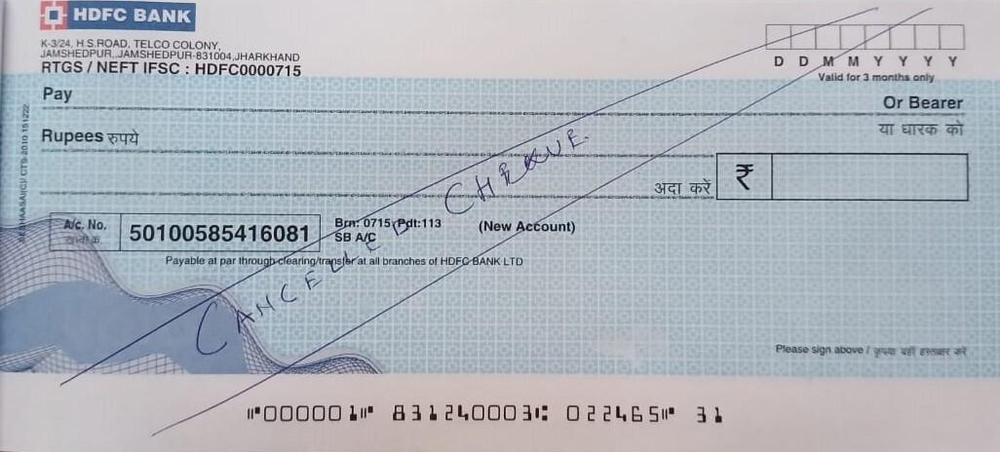 HDFC BANK
K-3/24, H.S.ROAD, TELCO COLONY,
JAMSHEDPUR,,JAMSHEDPUR-831004,JHARKHAND
RTGS / NEFT IFSC : HDFC0000715
D D M M Y Y Y Y
Valid for 3 months only
Pay
Or Bearer
या धारक को
Rupees रुपये
अदा करें ₹
CANCELLED CHEQUE.
A/c. No.
50100585416081
Brn: 0715 Pdt:113
SB A/C
(New Account)
Payable at par through clearing/transfer at all branches of HDFC BANK LTD
CTS-2010
Please sign above / कृपया यहाँ हस्ताक्षर करें
⑈000001⑈ 831240003⑆ 022465⑈ 31